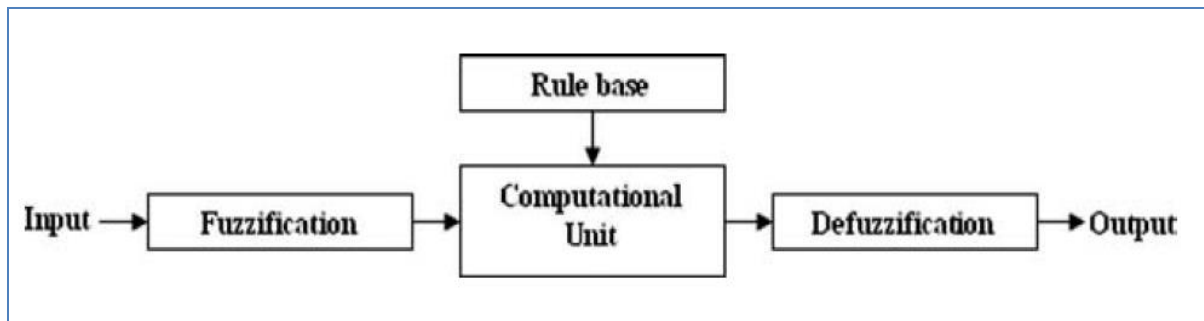 Rule base
Input
Fuzzification
Computational
Unit
Defuzzification
Output